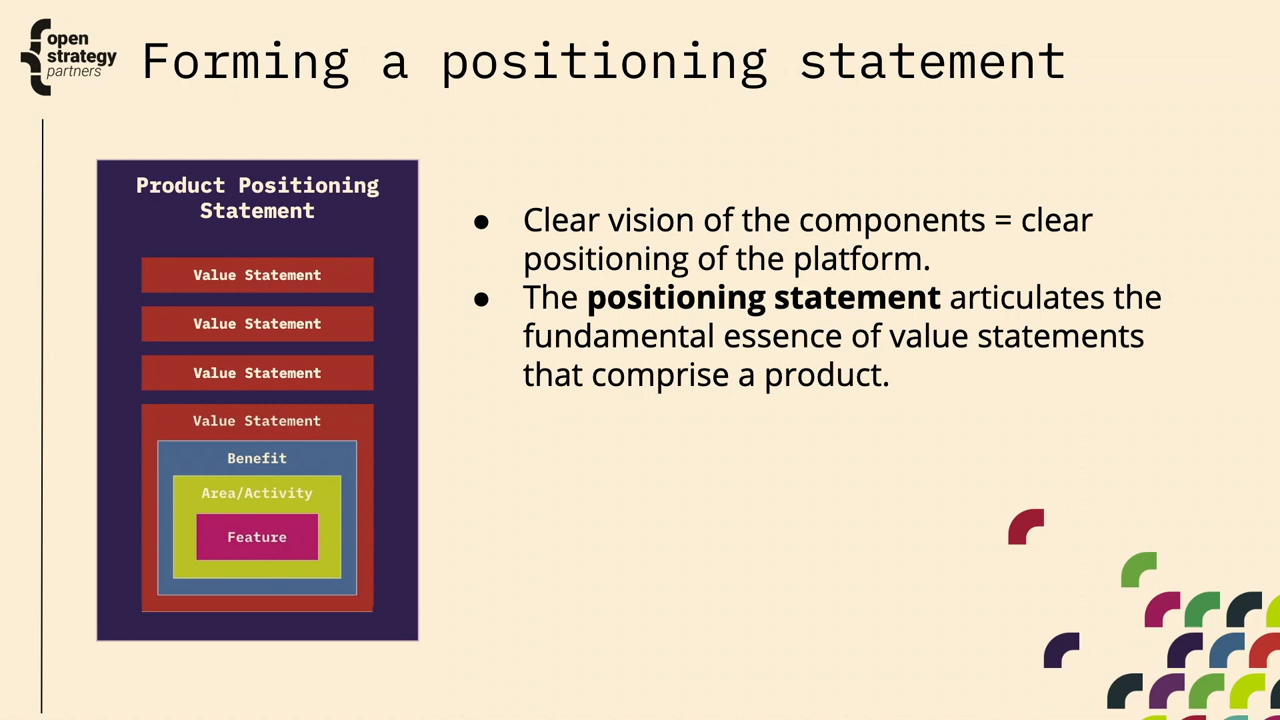 open
strategy
partners
Forming a positioning statement
Product Positioning
Statement
Value Statement
Value Statement
Value Statement
Value Statement
Benefit
Area/Activity
Feature
● Clear vision of the components = clear
positioning of the platform.
● The positioning statement articulates the
fundamental essence of value statements
that comprise a product.